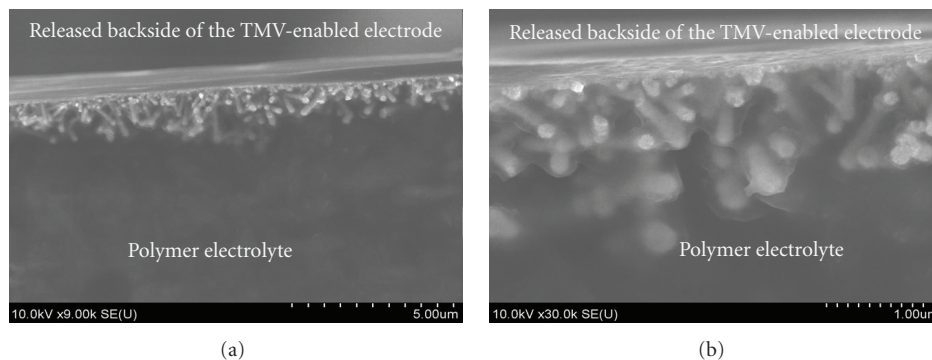 Released backside of the TMV-enabled electrode
Polymer electrolyte
10.0kV x9.00k SE(U) 5.00um
(a)
Released backside of the TMV-enabled electrode
Polymer electrolyte
10.0kV x30.0k SE(U) 1.00um
(b)